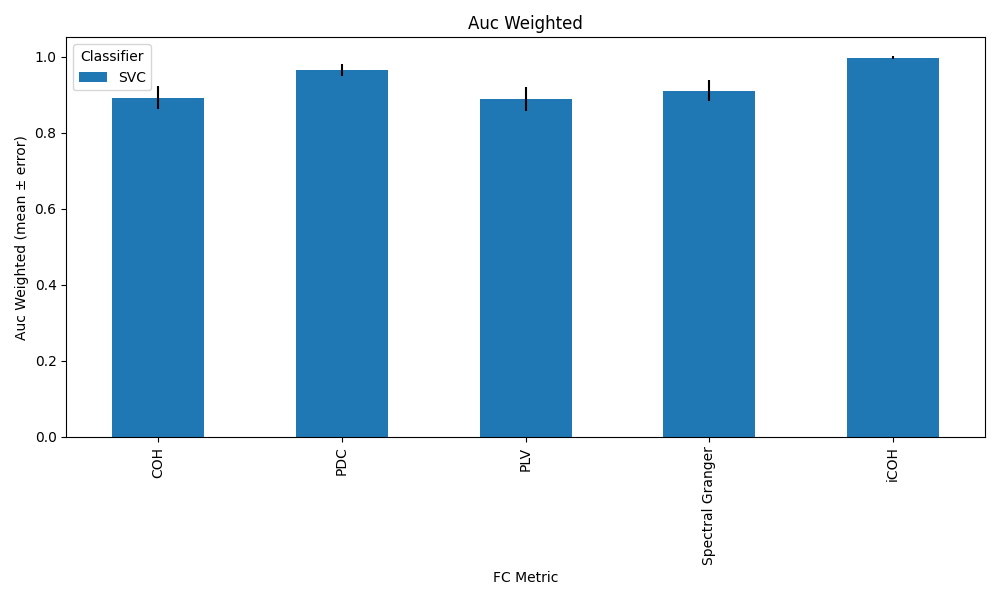 Auc Weighted
Classifier
SVC
Auc Weighted (mean ± error)
1.0
0.8
0.6
0.4
0.2
0.0
COH
PDC
PLV
Spectral Granger
iCOH
FC Metric